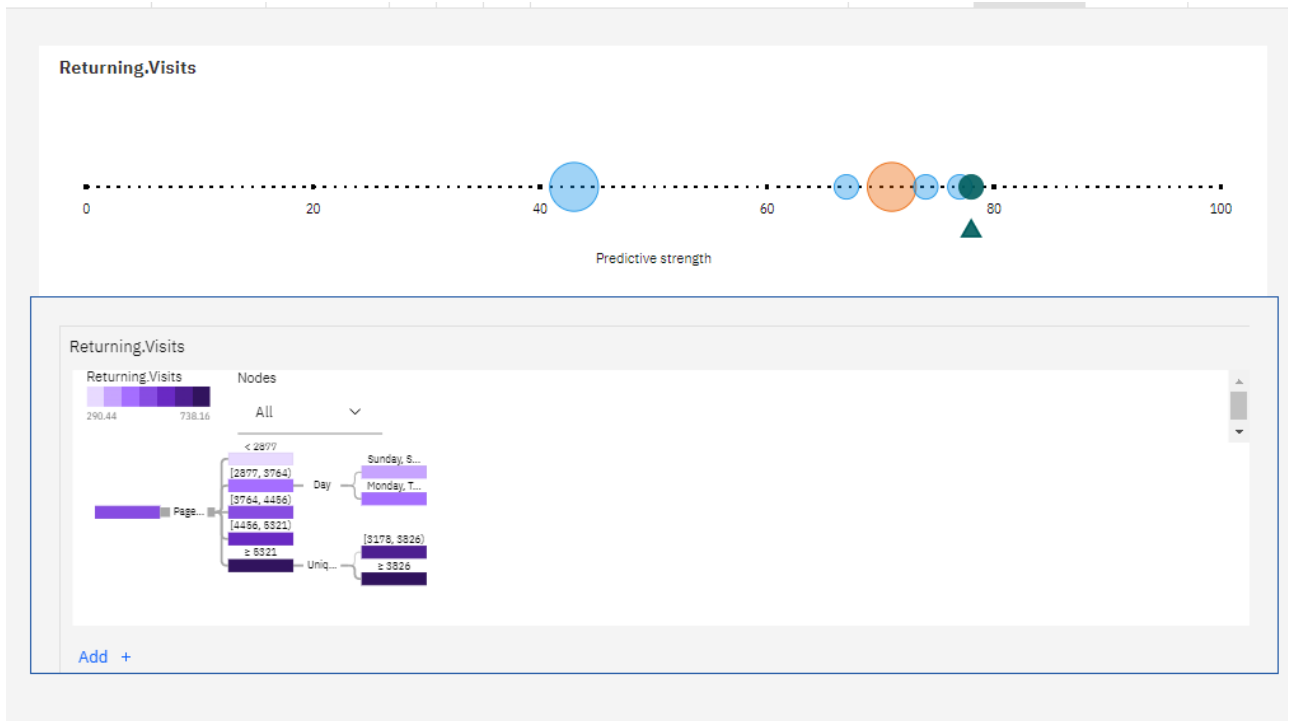 Returning.Visits
0 20 40 60 80 100
Predictive strength
Returning.Visits
Returning.Visits Nodes
290.44 738.16
All
< 2877
[2877, 3764)
[3764, 4456)
[4456, 5321)
≥ 5321
Page...
Day
Sunday, S...
Monday, T...
Uniq...
[3178, 3826)
≥ 3826
Add +